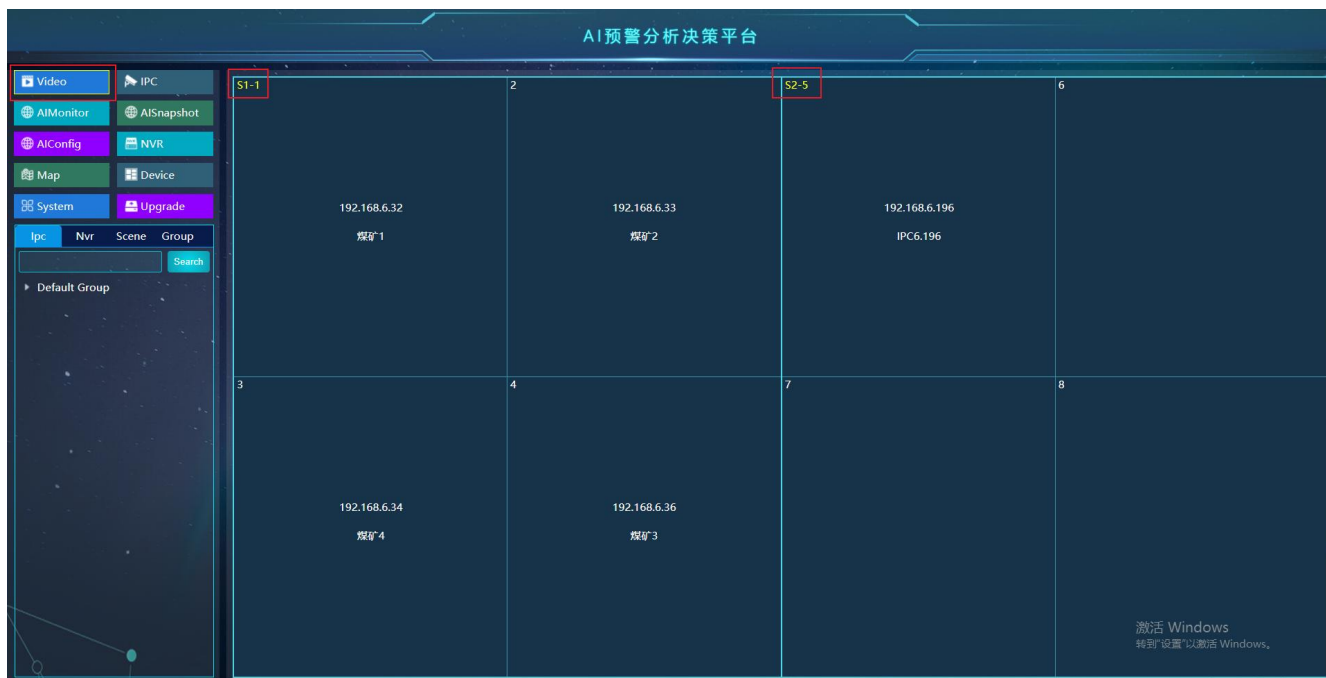 AI预警分析决策平台
Video
IPC
AIMonitor
AISnapshot
AIConfig
NVR
Map
Device
System
Upgrade
Ipc Nvr Scene Group
Search
Default Group
S1-1
2
S2-5
6
192.168.6.32
煤矿1
192.168.6.33
煤矿2
192.168.6.196
IPC6.196
3
4
7
8
192.168.6.34
煤矿4
192.168.6.36
煤矿3
激活 Windows
转到"设置"以激活 Windows。